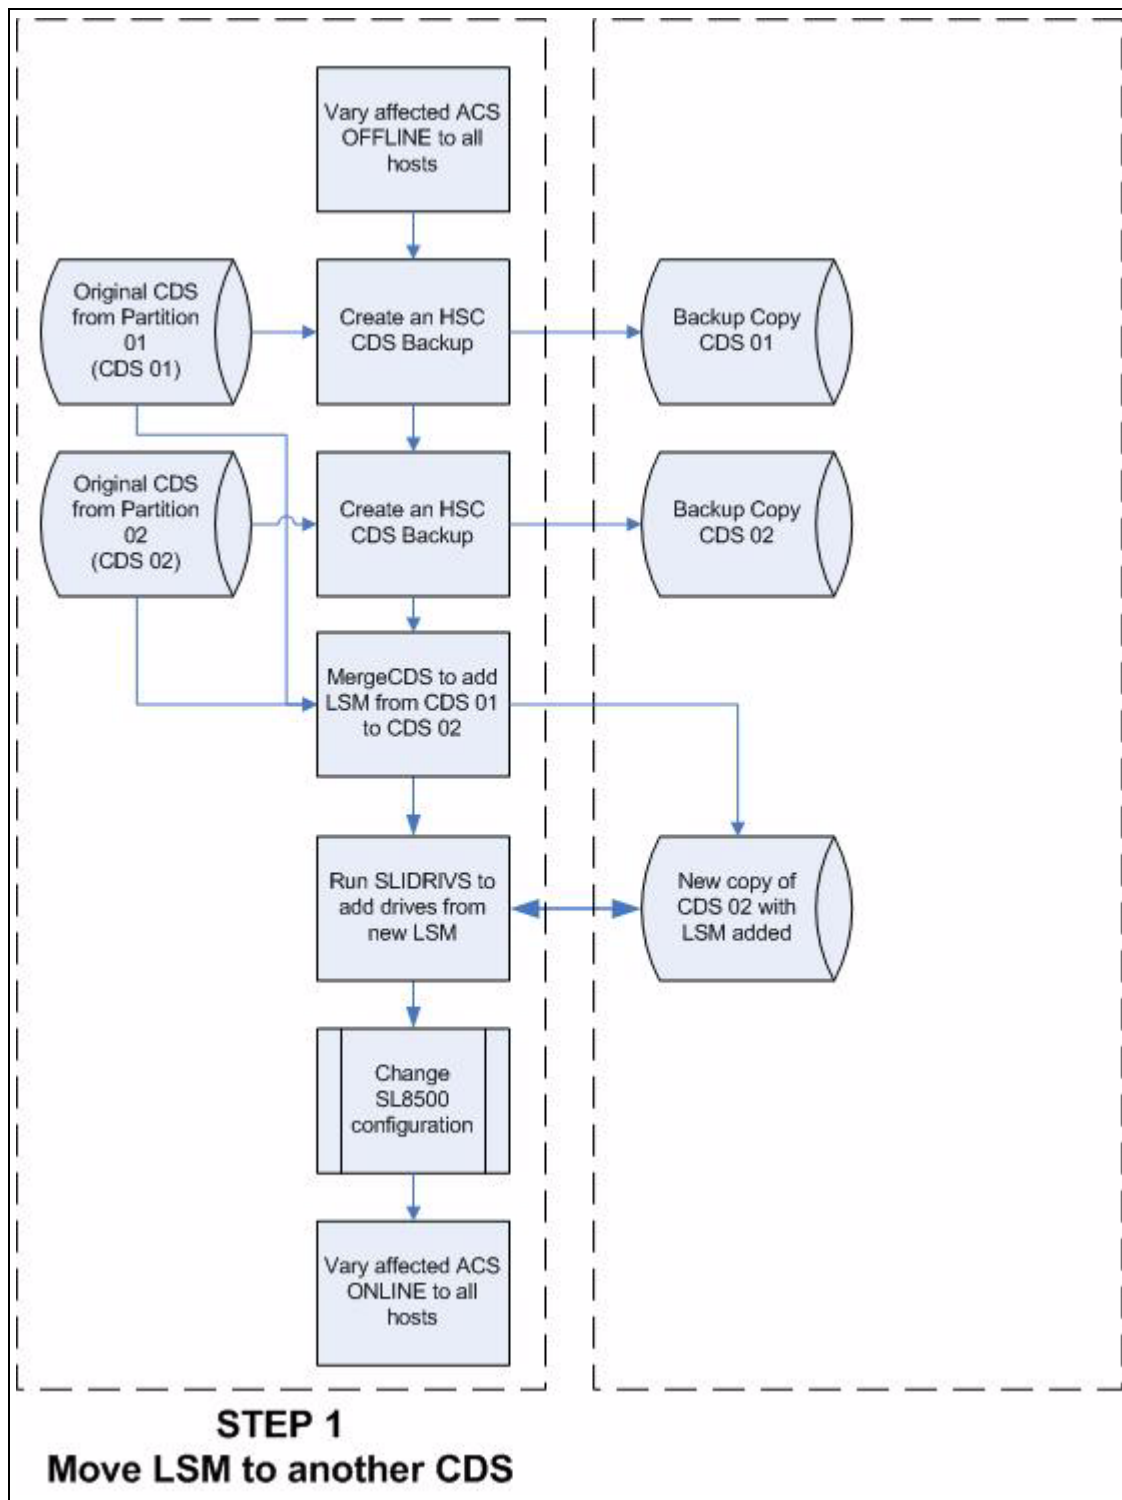 Vary affected ACS
OFFLINE to all
hosts
Original CDS
from Partition
01
(CDS 01)
Create an HSC
CDS Backup
Backup Copy
CDS 01
Original CDS
from Partition
02
(CDS 02)
Create an HSC
CDS Backup
Backup Copy
CDS 02
MergeCDS to add
LSM from CDS 01
to CDS 02
Run SLIDRIVS to
add drives from
new LSM
New copy of
CDS 02 with
LSM added
Change
SL8500
configuration
Vary affected ACS
ONLINE to all
hosts
STEP 1
Move LSM to another CDS